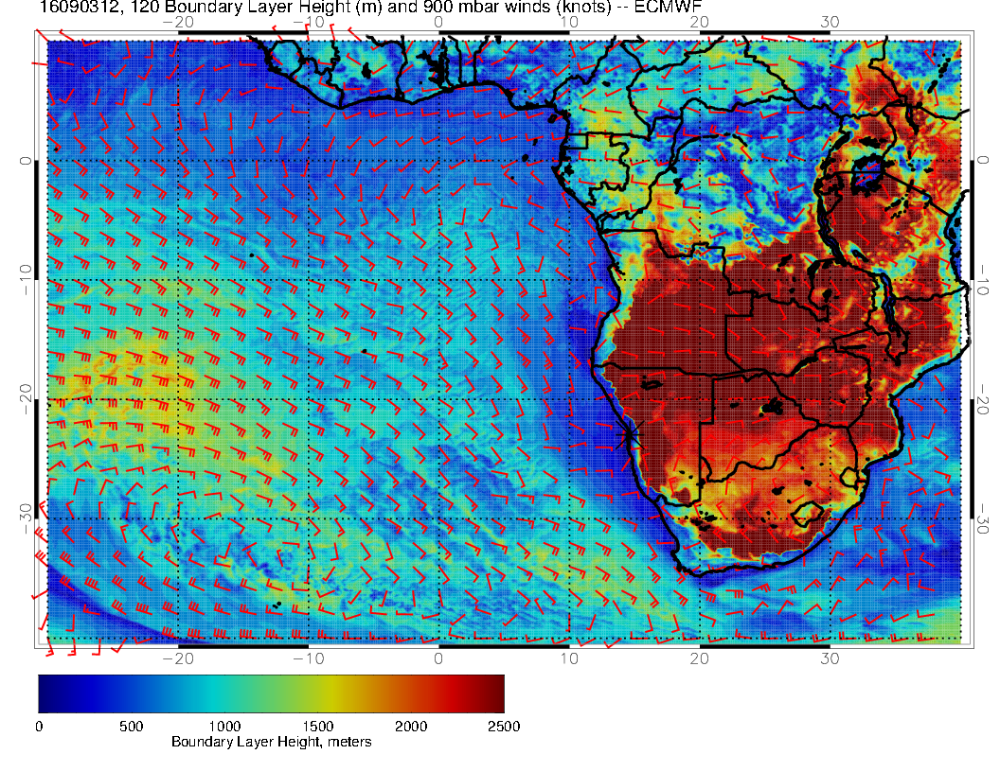 16090312, 120 Boundary Layer Height (m) and 900 mbar winds (knots) -- ECMWF
−20 −10 0 10 20 30
0 0
−10 −10
−20 −20
−30 −30
−20 −10 0 10 20 30
0 500 1000 1500 2000 2500
Boundary Layer Height, meters